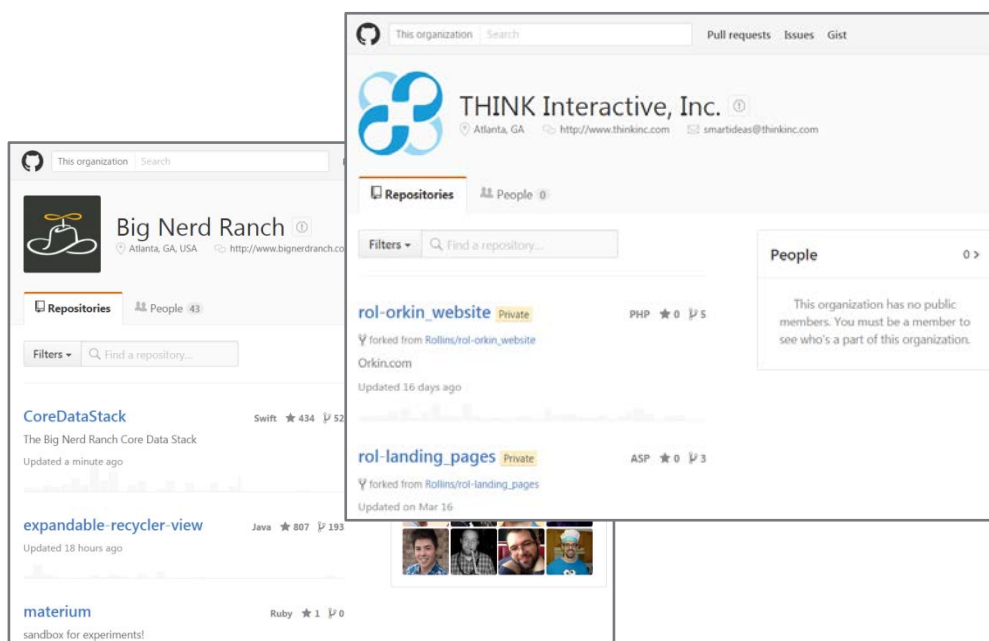 This organization Search Pull requests Issues Gist
THINK Interactive, Inc.
Atlanta, GA http://www.thinkinc.com smartideas@thinkinc.com
Repositories People 0
Filters Find a repository...
People 0
This organization has no public
members. You must be a member to
see who's a part of this organization.
rol-orkin_website Private PHP 0 5
forked from Rollins/rol-orkin_website
Orkin.com
Updated 16 days ago
rol-landing_pages Private ASP 0 3
forked from Rollins/rol-landing_pages
Updated on Mar 16
This organization Search
Big Nerd Ranch
Atlanta, GA, USA http://www.bignerdranch.co
Repositories People 43
Filters Find a repository...
CoreDataStack Swift 434 52
The Big Nerd Ranch Core Data Stack
Updated a minute ago
expandable-recycler-view Java 807 193
Updated 18 hours ago
materium Ruby 1 0
sandbox for experiments!